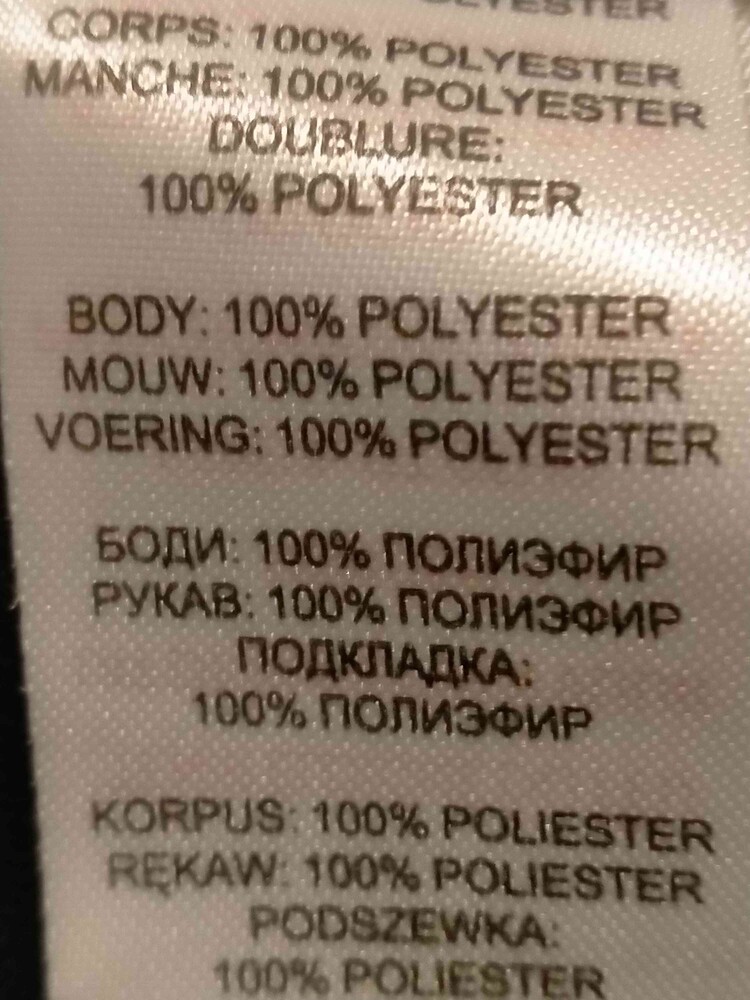 POLYESTER
CORPS: 100% POLYESTER
MANCHE: 100% POLYESTER
DOUBLURE:
100% POLYESTER
BODY: 100% POLYESTER
MOUW: 100% POLYESTER
VOERING: 100% POLYESTER
БОДИ: 100% ПОЛИЭФИР
РУКАВ: 100% ПОЛИЭФИР
ПОДКЛАДКА:
100% ПОЛИЭФИР
KORPUS: 100% POLIESTER
RĘKAW: 100% POLIESTER
PODSZEWKA:
100% POLIESTER